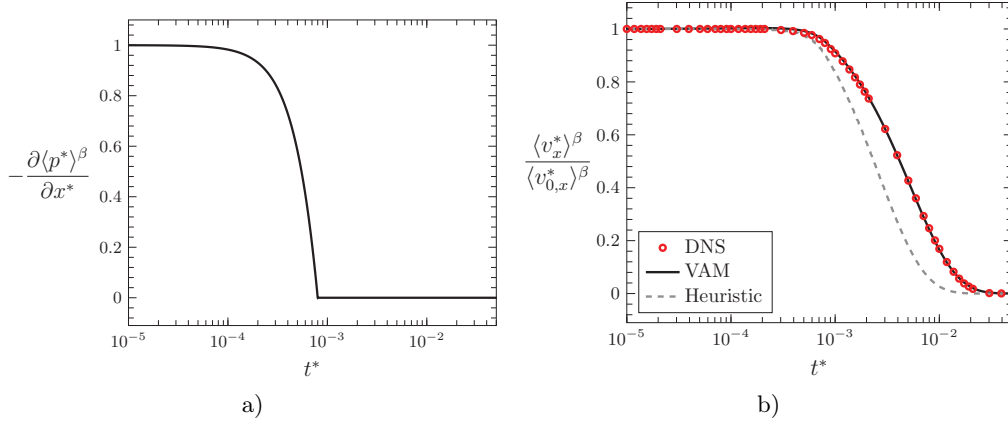 1
0.8
0.6
0.4
0.2
0
−∂⟨p*⟩^β/∂x*
10⁻⁵ 10⁻⁴ 10⁻³ 10⁻²
t*
a)
1
0.8
0.6
0.4
0.2
0
⟨v*ₓ⟩^β/⟨v*₀,ₓ⟩^β
DNS
VAM
Heuristic
10⁻⁵ 10⁻⁴ 10⁻³ 10⁻²
t*
b)